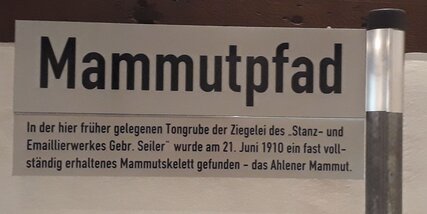 Mammutpfad
In der hier früher gelegenen Tongrube der Ziegelei des „Stanz- und
Emaillierwerkes Gebr. Seiler" wurde am 21. Juni 1910 ein fast voll-
ständig erhaltenes Mammutskelett gefunden - das Ahlener Mammut.